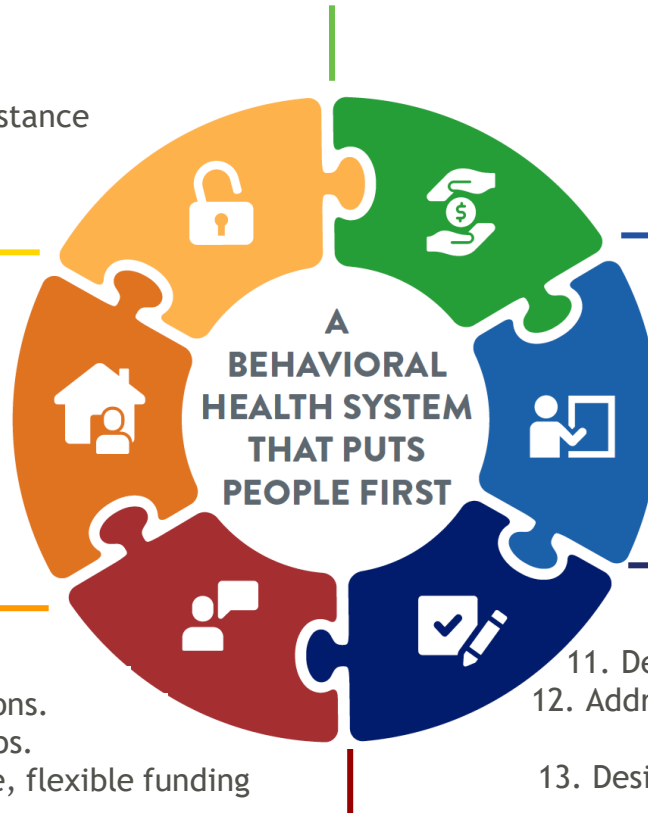 stance
A
BEHAVIORAL
HEALTH SYSTEM
THAT PUTS
PEOPLE FIRST
$
ons.
os.
e, flexible funding
11. De
12. Addr
13. Desi